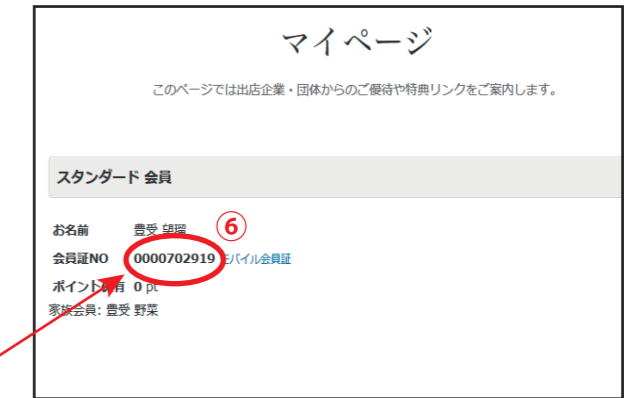 マイページ
このページでは出店企業・団体からのご優待や特典リンクをご案内します。
スタンダード 会員
お名前 豊受 望瑠 ⑥
会員証NO 0000702919 モバイル会員証
ポイント保有 0 pt
家族会員: 豊受 野菜